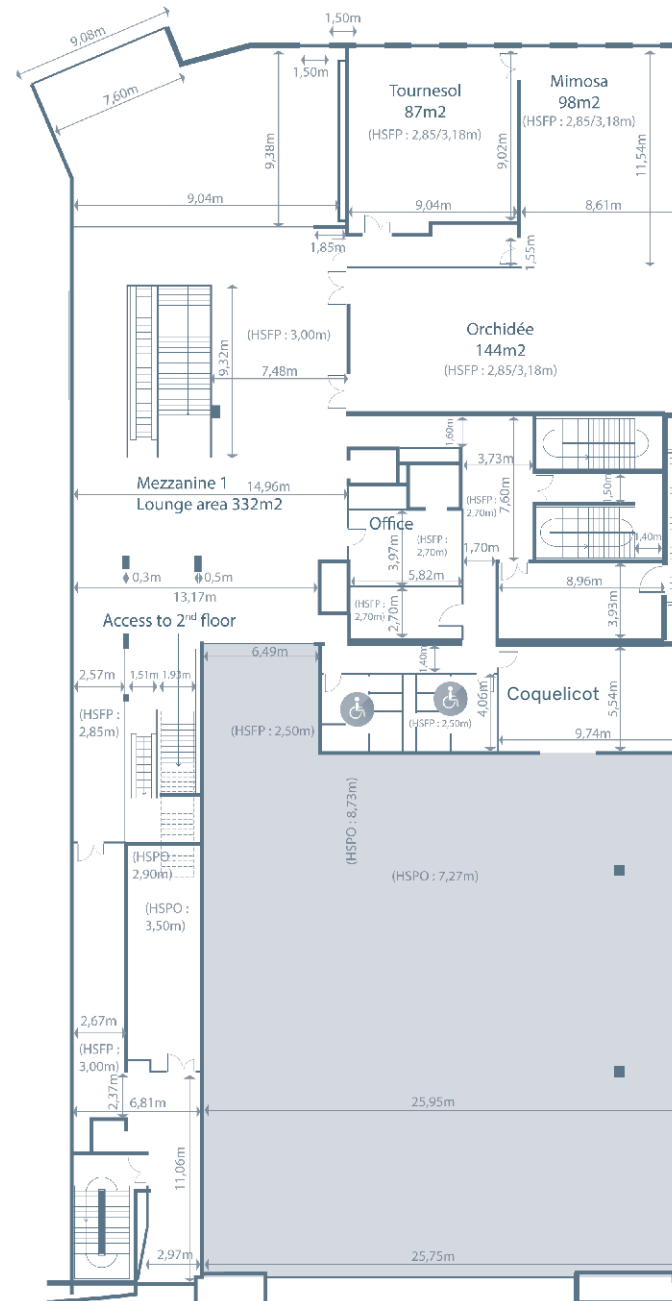 1,50m
9,08m
1,50m
7,60m
Tournesol
87m2
(HSFP : 2,85/3,18m)
Mimosa
98m2
(HSFP : 2,85/3,18m)
9,38m
9,02m
11,54m
9,04m
9,04m
8,61m
1,85m
1,55m
(HSFP : 3,00m)
9,32m
7,48m
Orchidée
144m2
(HSFP : 2,85/3,18m)
1,60m
3,73m
(HSFP :
2,70m)
7,60m
1,50m
1,40m
Mezzanine 1
Lounge area 332m2
14,96m
Office
(HSFP :
2,70m)
3,97m
5,82m
1,70m
0,3m
0,5m
13,17m
(HSFP :
2,70m)
2,70m
8,96m
3,93m
Access to 2nd floor
6,49m
1,40m
2,57m
1,51m
1,93m
(HSFP :
2,85m)
(HSFP : 2,50m)
(HSFP : 2,50m)
4,06m
Coquelicot
5,54m
9,74m
(HSPO : 8,73m)
(HSPO : 7,27m)
(HSPO :
2,90m)
(HSPO :
3,50m)
2,67m
(HSFP :
3,00m)
2,37m
6,81m
25,95m
11,06m
2,97m
25,75m